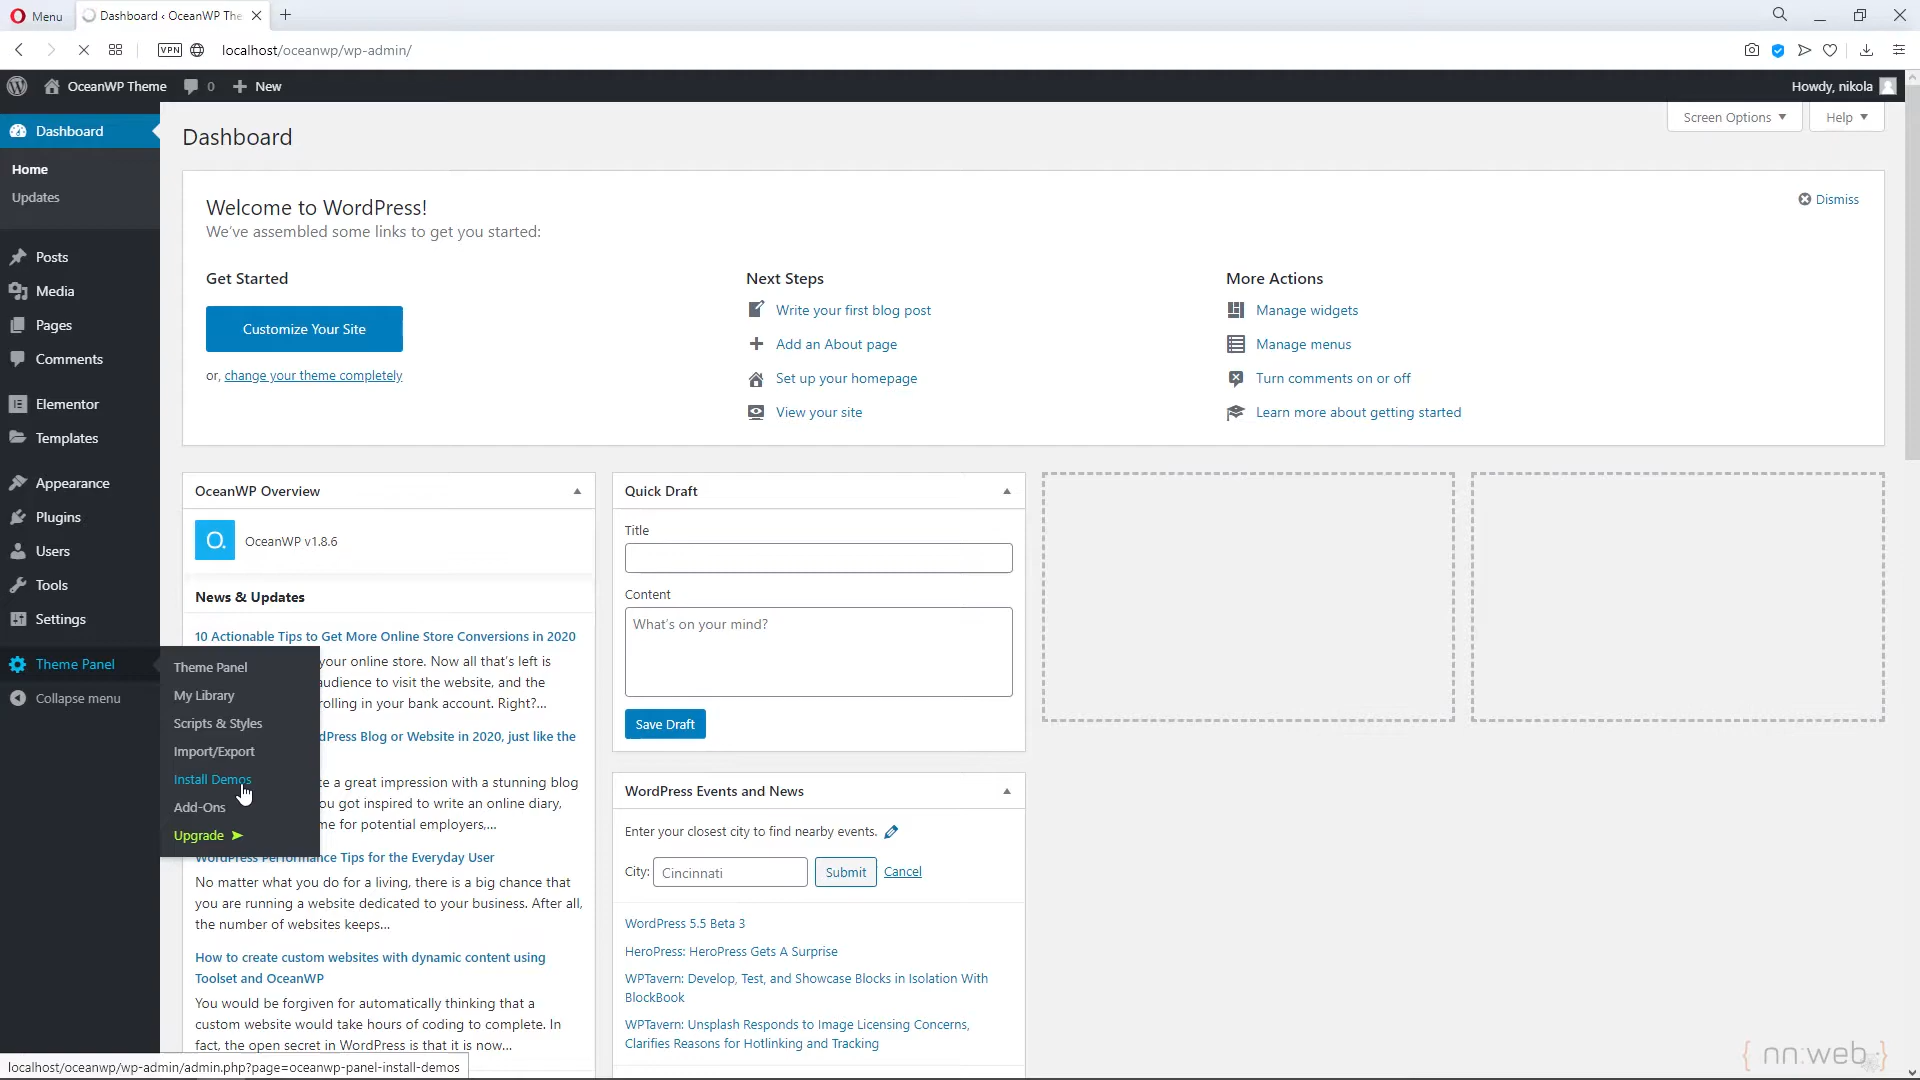 Menu
Dashboard ‹ OceanWP The
VPN
localhost/oceanwp/wp-admin/
OceanWP Theme
0
New
Howdy, nikola
Dashboard
Home
Updates
Posts
Media
Pages
Comments
Elementor
Templates
Appearance
Plugins
Users
Tools
Settings
Theme Panel
Collapse menu
Theme Panel
My Library
Scripts & Styles
Import/Export
Install Demos
Add-Ons
Upgrade
Dashboard
Screen Options
Help
Welcome to WordPress!
We've assembled some links to get you started:
Dismiss
Get Started
Customize Your Site
or, change your theme completely
Next Steps
Write your first blog post
Add an About page
Set up your homepage
View your site
More Actions
Manage widgets
Manage menus
Turn comments on or off
Learn more about getting started
OceanWP Overview
O.
OceanWP v1.8.6
News & Updates
10 Actionable Tips to Get More Online Store Conversions in 2020
your online store. Now all that's left is
audience to visit the website, and the
rolling in your bank account. Right?...
dPress Blog or Website in 2020, just like the
te a great impression with a stunning blog
ou got inspired to write an online diary,
me for potential employers,...
WordPress Performance Tips for the Everyday User
No matter what you do for a living, there is a big chance that
you are running a website dedicated to your business. After all,
the number of websites keeps...
How to create custom websites with dynamic content using
Toolset and OceanWP
You would be forgiven for automatically thinking that a
custom website would take hours of coding to complete. In
fact, the open secret in WordPress is that it is now...
Quick Draft
Title
Content
What's on your mind?
Save Draft
WordPress Events and News
Enter your closest city to find nearby events.
City:
Cincinnati
Submit
Cancel
WordPress 5.5 Beta 3
HeroPress: HeroPress Gets A Surprise
WPTavern: Develop, Test, and Showcase Blocks in Isolation With
BlockBook
WPTavern: Unsplash Responds to Image Licensing Concerns,
Clarifies Reasons for Hotlinking and Tracking
localhost/oceanwp/wp-admin/admin.php?page=oceanwp-panel-install-demos
{ nn:web }